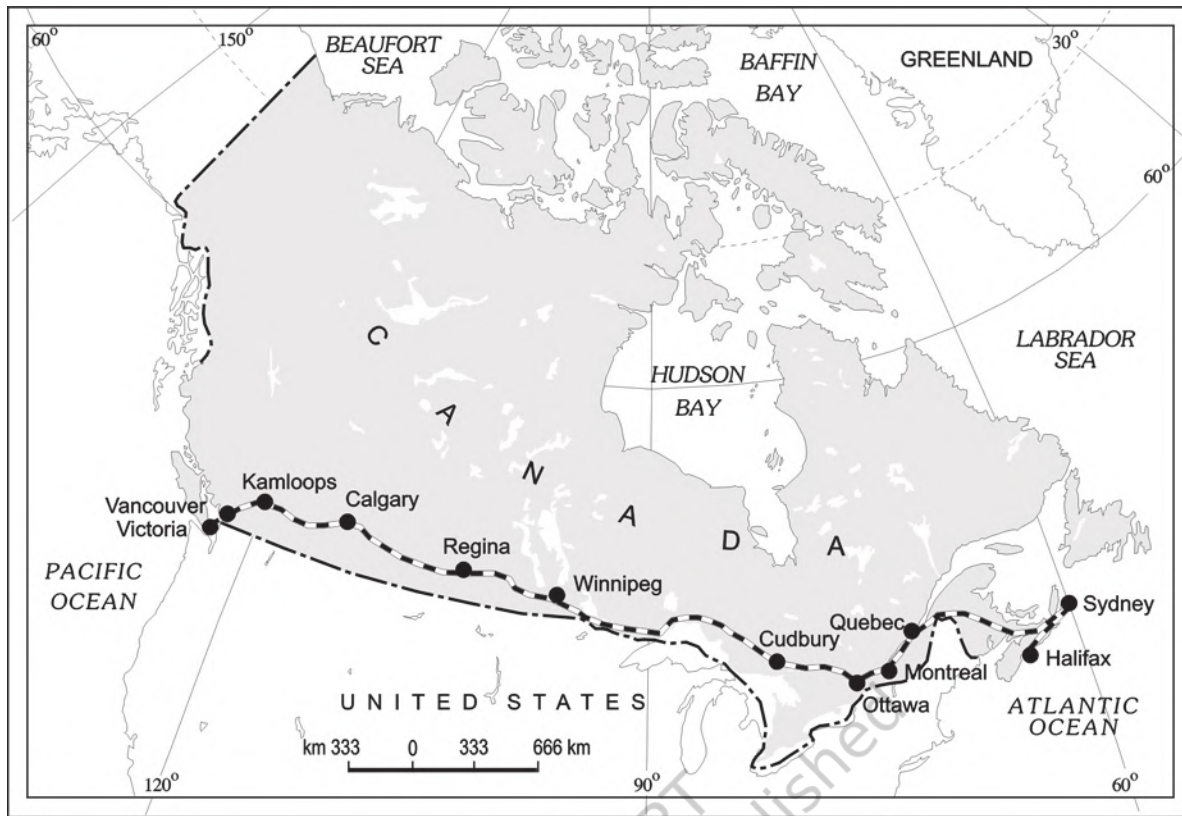 60°
150°
BEAUFORT
SEA
BAFFIN
BAY
GREENLAND
30°
60°
LABRADOR
SEA
HUDSON
BAY
C A N A D A
Kamloops
Vancouver
Victoria
Calgary
Regina
Winnipeg
PACIFIC
OCEAN
Cudbury
Quebec
Montreal
Ottawa
Sydney
Halifax
ATLANTIC
OCEAN
UNITED STATES
km 333 0 333 666 km
120°
90°
60°